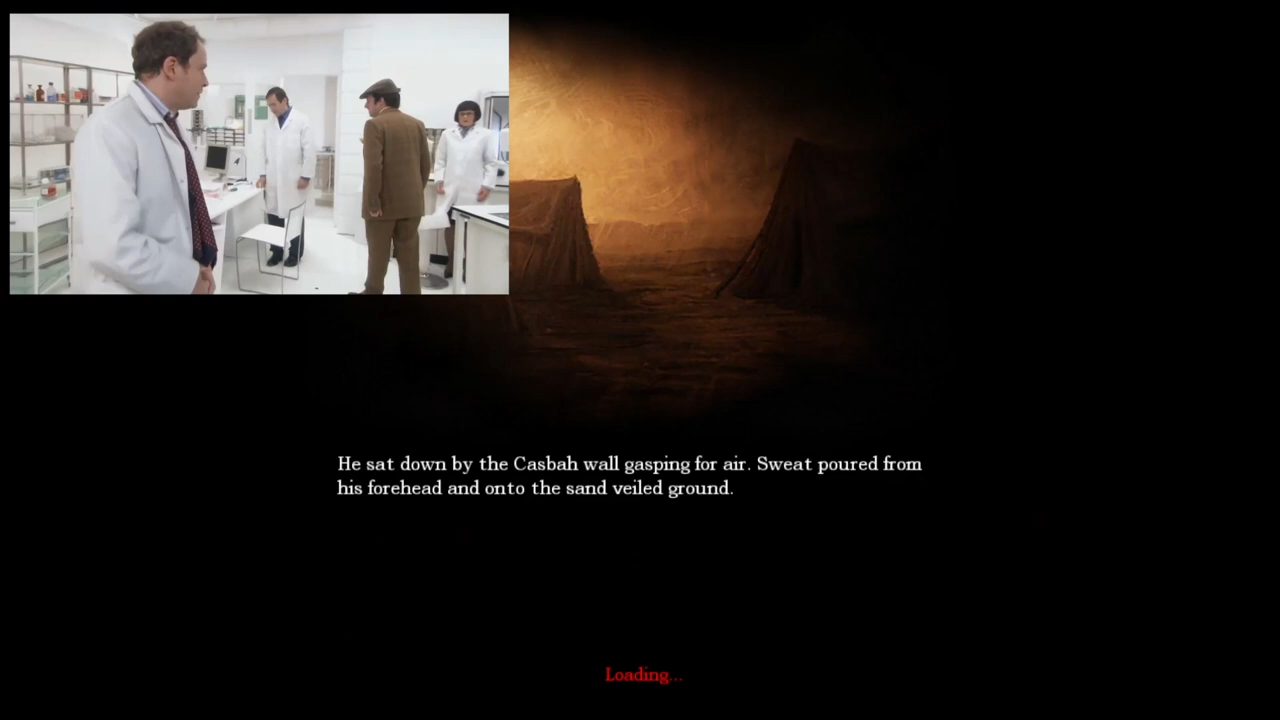 He sat down by the Casbah wall gasping for air. Sweat poured from
his forehead and onto the sand veiled ground.
Loading...